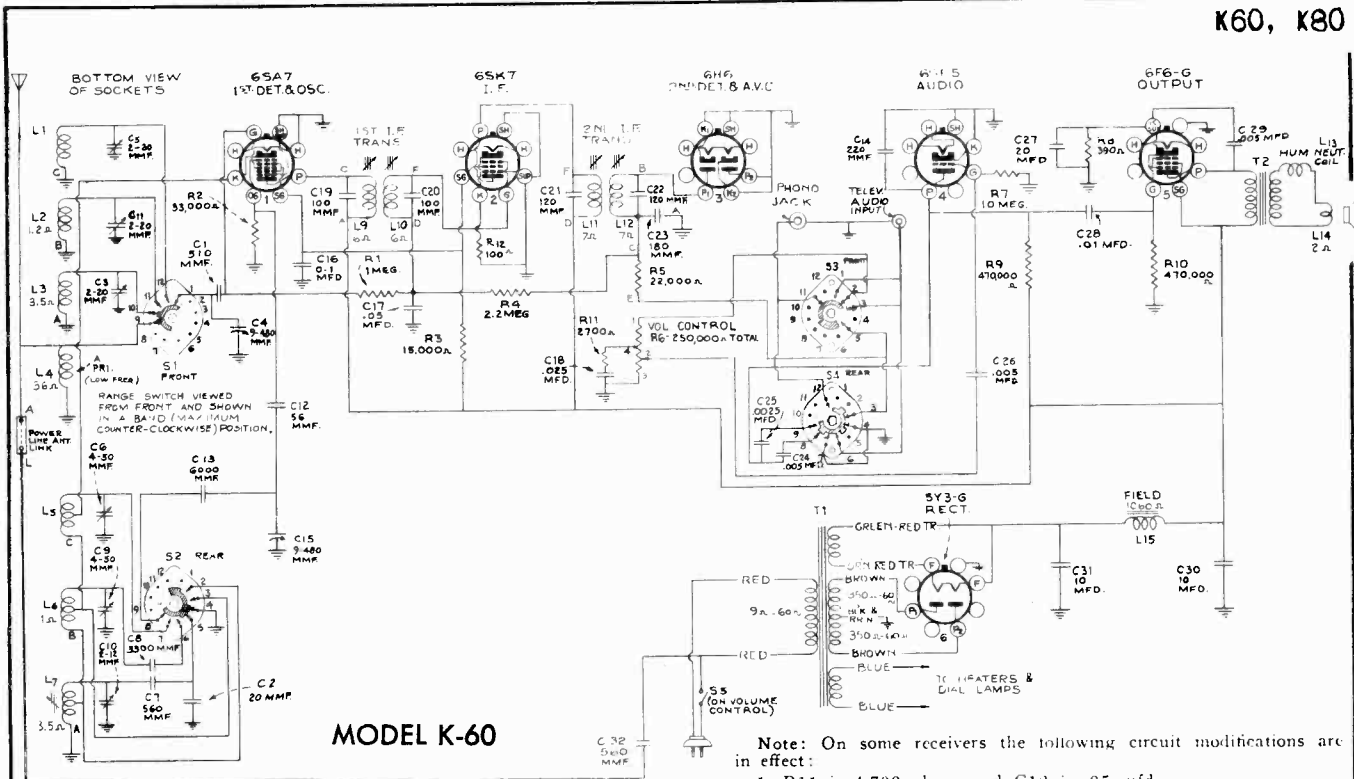 K60, K80
BOTTOM VIEW
OF SOCKETS
6SA7
1ST. DET. & OSC.
6SK7
I. F.
6H6
2ND DET. & A.V.C
AUDIO
6F6-G
OUTPUT
L1
C
C5
2-20
MMF.
L2
1.2Ω
B
C11
2-20
MMF.
L3
3.5Ω
A
C3
2-20
MMF.
R2
33,000Ω
C1
510
MMF.
C4
9-480
MMF.
S1
FRONT
L4
36Ω
A
PRI.
(LOW FREQ)
RANGE SWITCH VIEWED
FROM FRONT AND SHOWN
IN A BAND (MAXIMUM
COUNTER-CLOCKWISE) POSITION.
A
POWER
LINE ANT.
LINK
L
1ST I.F.
TRANS
C19
100
MMF
L9
6Ω
L10
6Ω
C20
100
MMF
C16
0.1
MFD
R1
1 MEG.
C17
.05
MFD.
R12
100Ω
R4
2.2 MEG
R3
15,000Ω
2ND I.F.
TRANS
C21
120
MMF
L11
7Ω
L12
7Ω
C22
120
MMF.
C23
180
MMF.
R5
22,000Ω
R11
2700Ω
C18
.025
MFD.
VOL CONTROL
R6-250,000Ω TOTAL
PHONO
JACK
TELEV.
AUDIO
INPUT
S3
FRONT
S4
REAR
C25
.0025
MFD
C24
.005 MFD
C14
220
MMF
C27
20
MFD
R7
10 MEG.
R8
390Ω
C28
.01 MFD.
R9
470,000
Ω
R10
470,000
Ω
C26
.005
MFD
C29
.005 MFD
T2
L13
HUM NEUT.
COIL
L14
2Ω
C12
56
MMF.
C13
6000
MMF
C15
9-480
MMF
C6
4-50
MMF.
L5
C
C9
4-50
MMF.
S2 REAR
L6
1Ω
B
C10
2-12
MMF
C8
3300 MMF
C7
560
MMF
C2
20 MMF.
L7
3.5Ω
A
MODEL K-60
T1
GREEN-RED TR
GRN RED TR
BROWN
350Ω-60
BLK &
BRN
350Ω-60Ω
BROWN
BLUE
BLUE
TO HEATERS &
DIAL LAMPS
RED
9Ω.60Ω
RED
S5
(ON VOLUME
CONTROL)
C32
560
MMF
5Y3-G
RECT.
FIELD
1060Ω
L15
C31
10
MFD.
C30
10
MFD.
Note: On some receivers the following circuit modifications are
in effect: